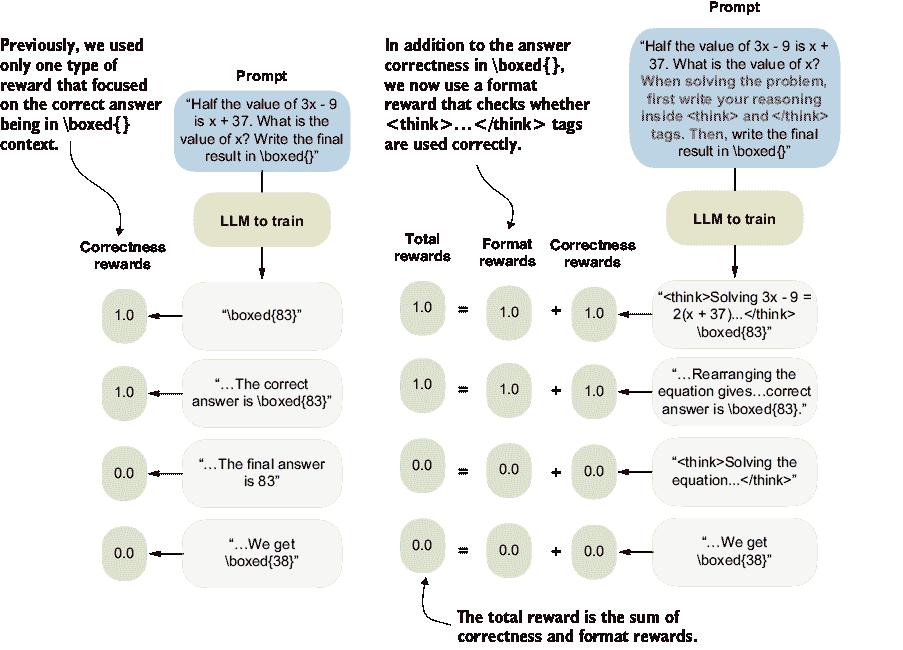 Previously, we used
only one type of
reward that focused
on the correct answer
being in \boxed{}
context.
Prompt
“Half the value of 3x - 9
is x + 37. What is the
value of x? Write the final
result in \boxed{}”
LLM to train
Correctness
rewards
1.0
“\boxed{83}”
1.0
“…The correct
answer is \boxed{83}”
0.0
“…The final answer
is 83”
0.0
“…We get
\boxed{38}”
In addition to the answer
correctness in \boxed{},
we now use a format
reward that checks whether
<think>…</think> tags
are used correctly.
Prompt
“Half the value of 3x - 9 is x +
37. What is the value of x?
When solving the problem,
first write your reasoning
inside <think> and </think>
tags. Then, write the final
result in \boxed{}”
LLM to train
Total
rewards
Format
rewards
Correctness
rewards
1.0 = 1.0 + 1.0
“<think>Solving 3x - 9 =
2(x + 37)...</think>
\boxed{83}”
1.0 = 1.0 + 1.0
“…Rearranging the
equation gives…correct
answer is \boxed{83}.”
0.0 = 0.0 + 0.0
“<think>Solving the
equation...</think>”
0.0 = 0.0 + 0.0
“…We get
\boxed{38}”
The total reward is the sum of
correctness and format rewards.